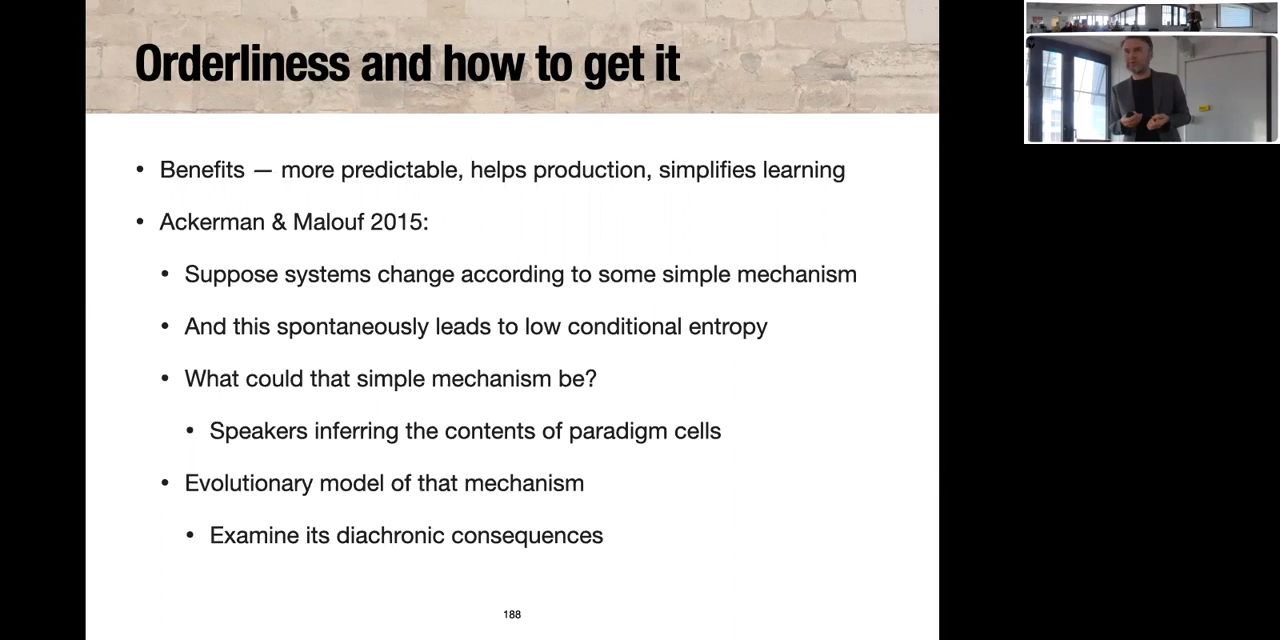 Orderliness and how to get it
• Benefits — more predictable, helps production, simplifies learning
• Ackerman & Malouf 2015:
• Suppose systems change according to some simple mechanism
• And this spontaneously leads to low conditional entropy
• What could that simple mechanism be?
• Speakers inferring the contents of paradigm cells
• Evolutionary model of that mechanism
• Examine its diachronic consequences
188